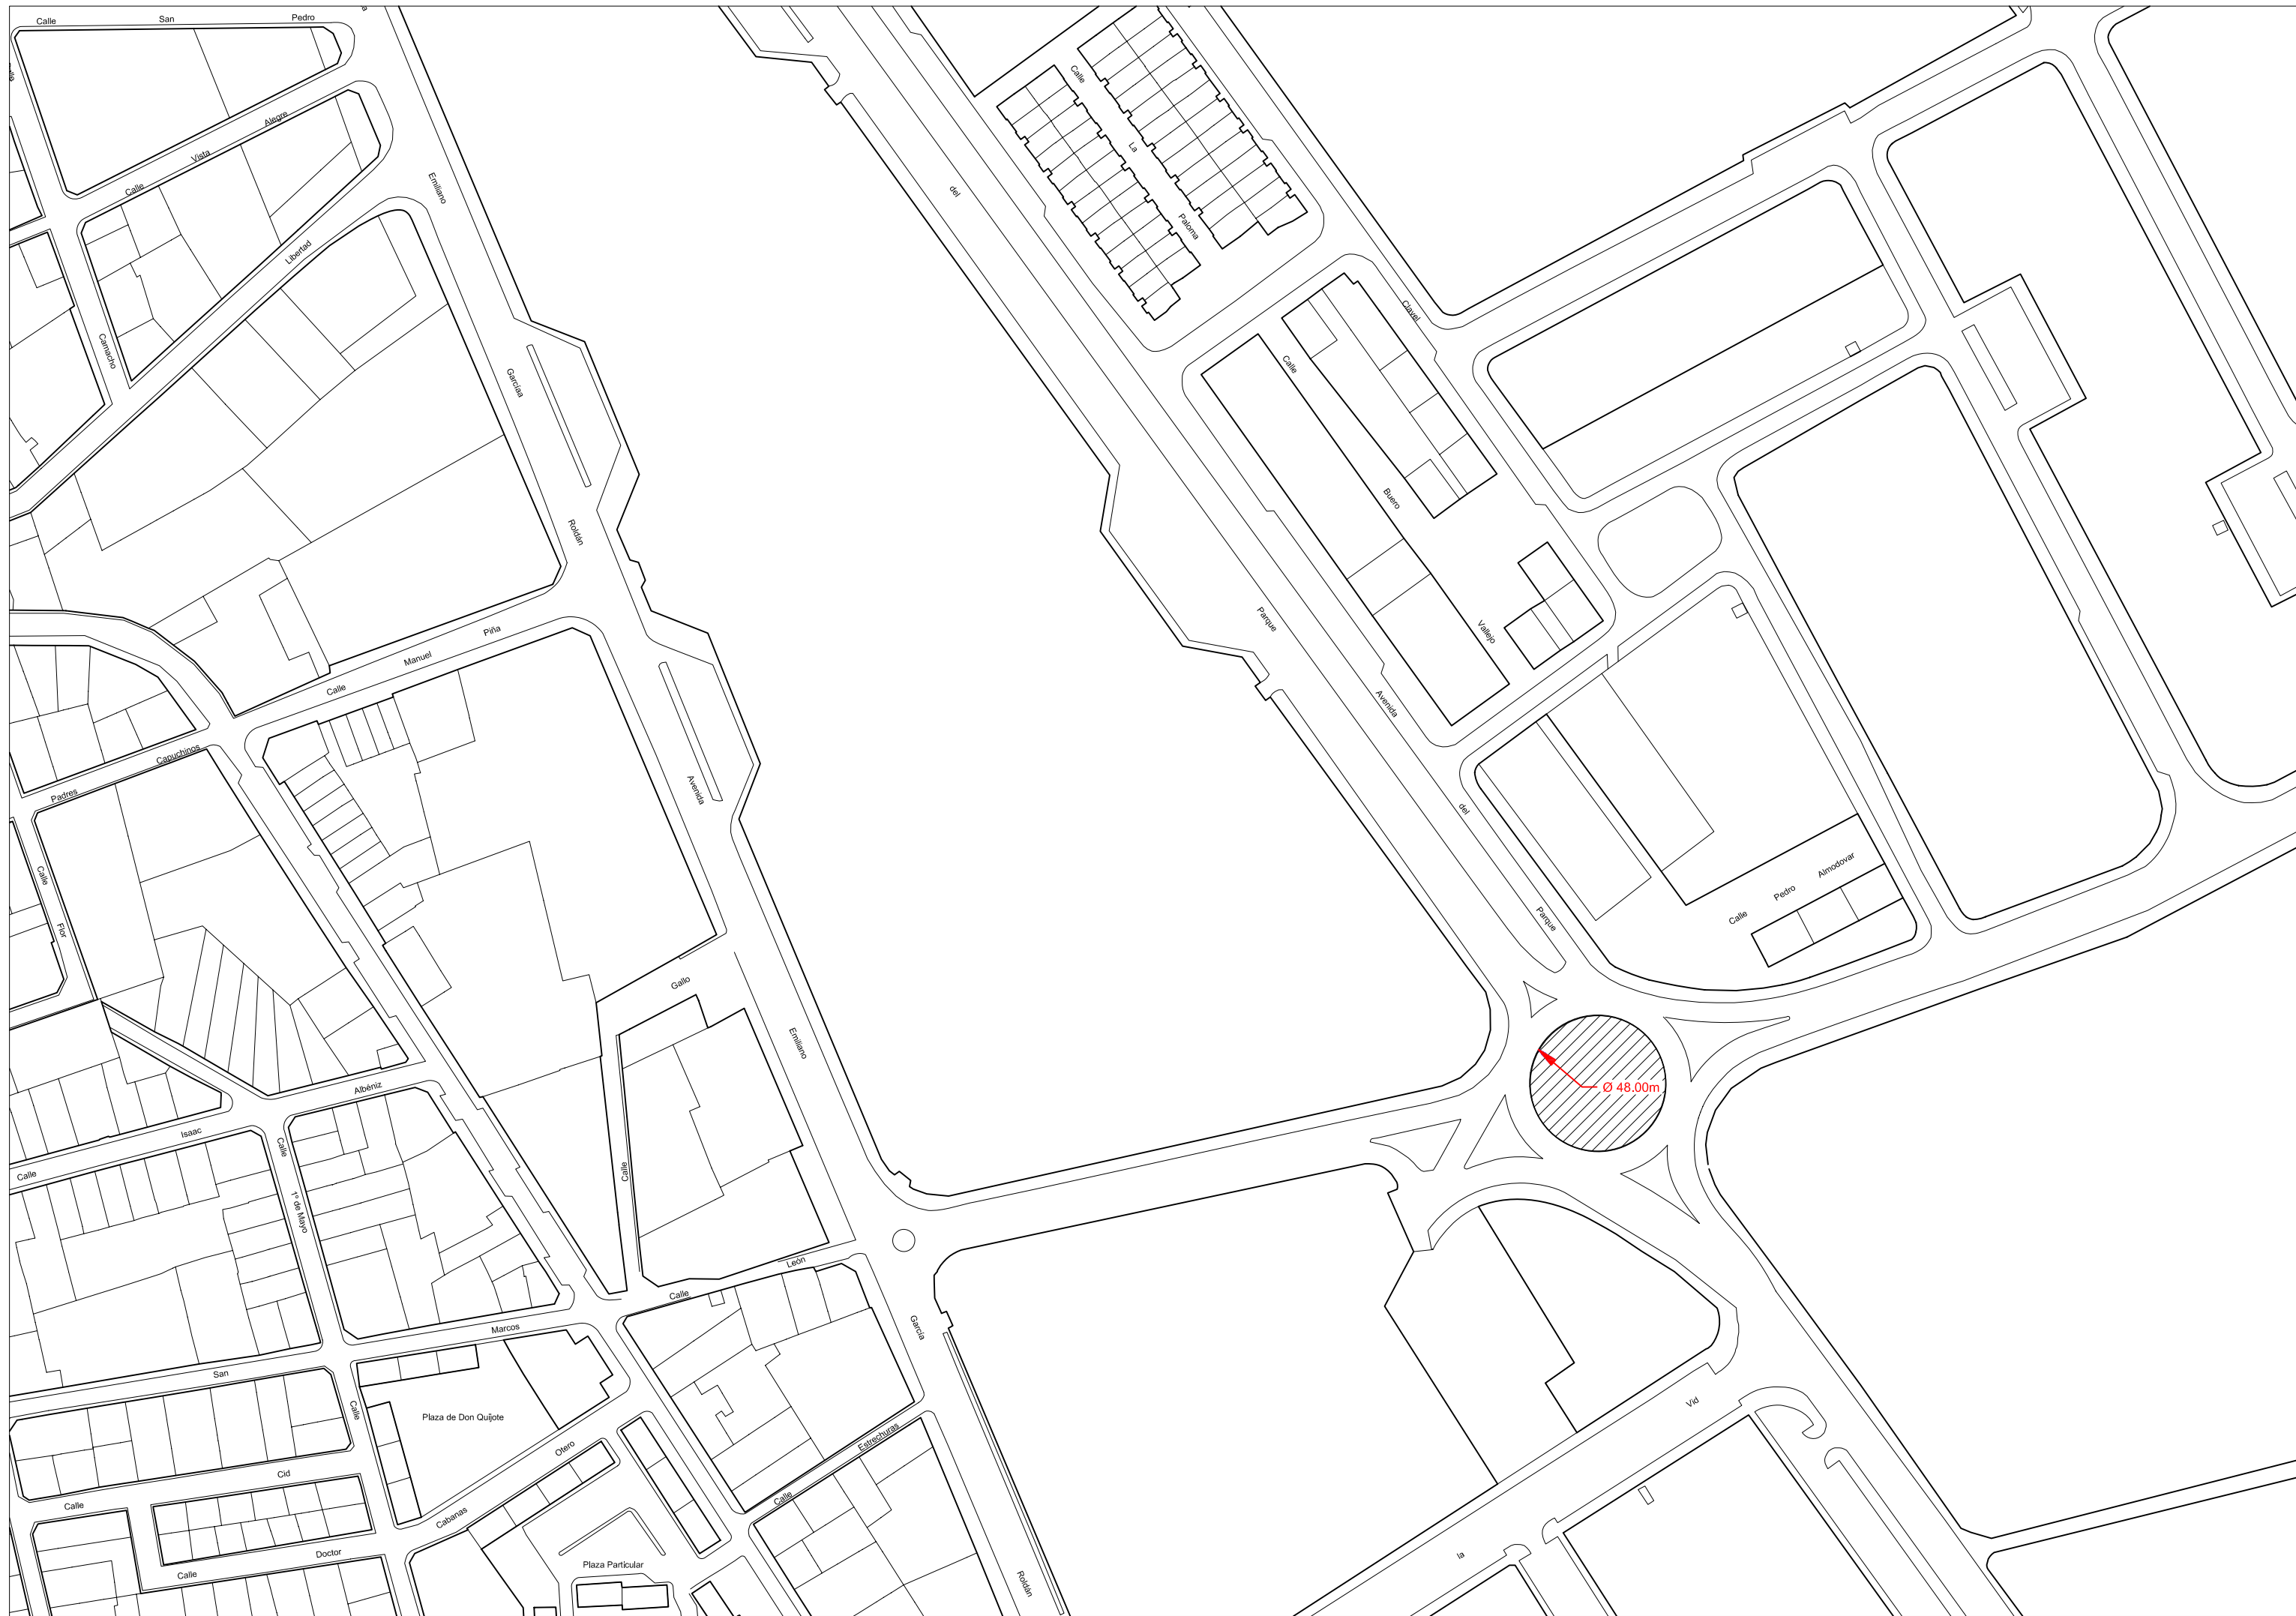 Calle San Pedro
Calle Vista Alegre
Libertad
Camacho
Emiliano
Garciaa
Roldán
Calle Manuel Piña
Padres Capuchinos
Calle Flor
Avenida
Emiliano
García
Roldán
Gallo
Calle
Calle Isaac Albéniz
Calle 1º de Mayo
Calle León
San Marcos
Calle
Plaza de Don Quijote
Calle Cid
Calle Doctor
Cabanas Otero
Calle Estrechuras
Plaza Particular
Calle La Paloma
del Parque
Clavel
Calle Buero Vallejo
Avenida del Parque
Calle Pedro Almodovar
Ø 48.00m
la Vid